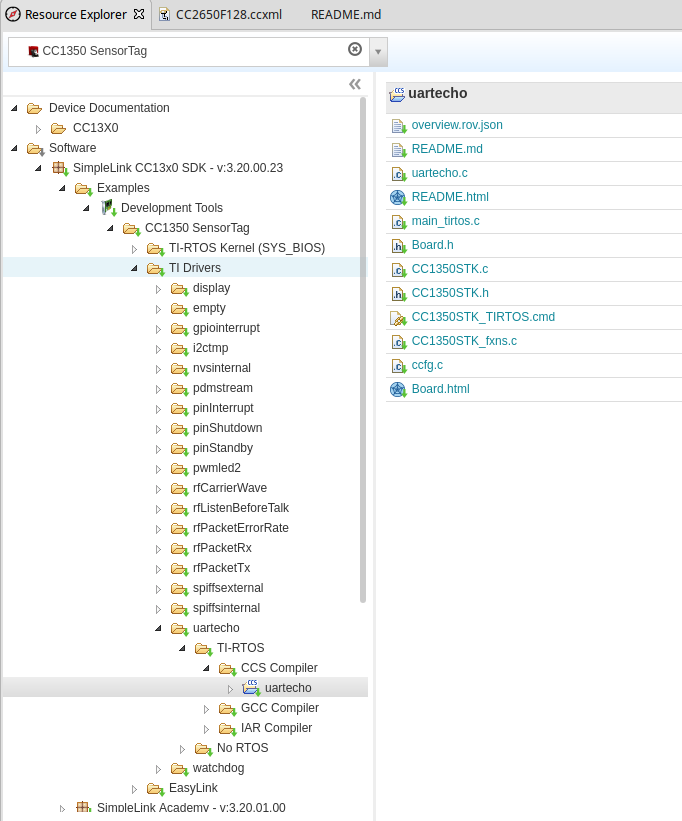 Resource Explorer
CC2650F128.ccxml
README.md
CC1350 SensorTag
Device Documentation
CC13X0
Software
SimpleLink CC13x0 SDK - v:3.20.00.23
Examples
Development Tools
CC1350 SensorTag
TI-RTOS Kernel (SYS_BIOS)
TI Drivers
display
empty
gpiointerrupt
i2ctmp
nvsinternal
pdmstream
pinInterrupt
pinShutdown
pinStandby
pwmled2
rfCarrierWave
rfListenBeforeTalk
rfPacketErrorRate
rfPacketRx
rfPacketTx
spiffsexternal
spiffsinternal
uartecho
TI-RTOS
CCS Compiler
CCS uartecho
GCC Compiler
IAR Compiler
No RTOS
watchdog
EasyLink
SimpleLink Academy - v:3.20.01.00
CCS uartecho
overview.rov.json
README.md
.c uartecho.c
README.html
.c main_tirtos.c
.h Board.h
.c CC1350STK.c
.h CC1350STK.h
CC1350STK_TIRTOS.cmd
.c CC1350STK_fxns.c
.c ccfg.c
Board.html